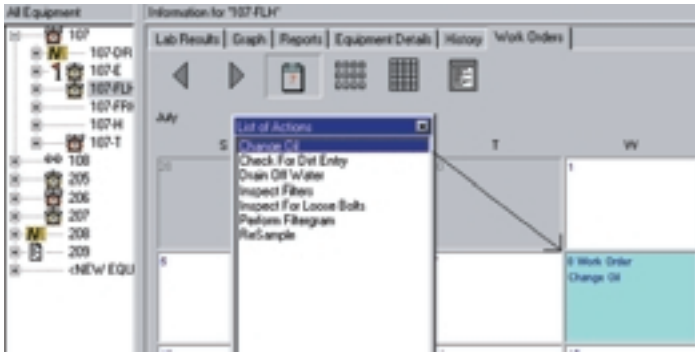 All Equipment
107
107-DR
107-E
107-FLH
107-FRH
107-H
107-T
108
205
206
207
208
209
<NEW EQU
Information for "107-FLH"
Lab Results Graph Reports Equipment Details History Work Orders
July
S T W
List of Actions
Change Oil
Check For Dirt Entry
Drain Off Water
Inspect Filters
Inspect For Loose Bolts
Perform Filtergram
ReSample
1
6
8 Work Order
Change Oil